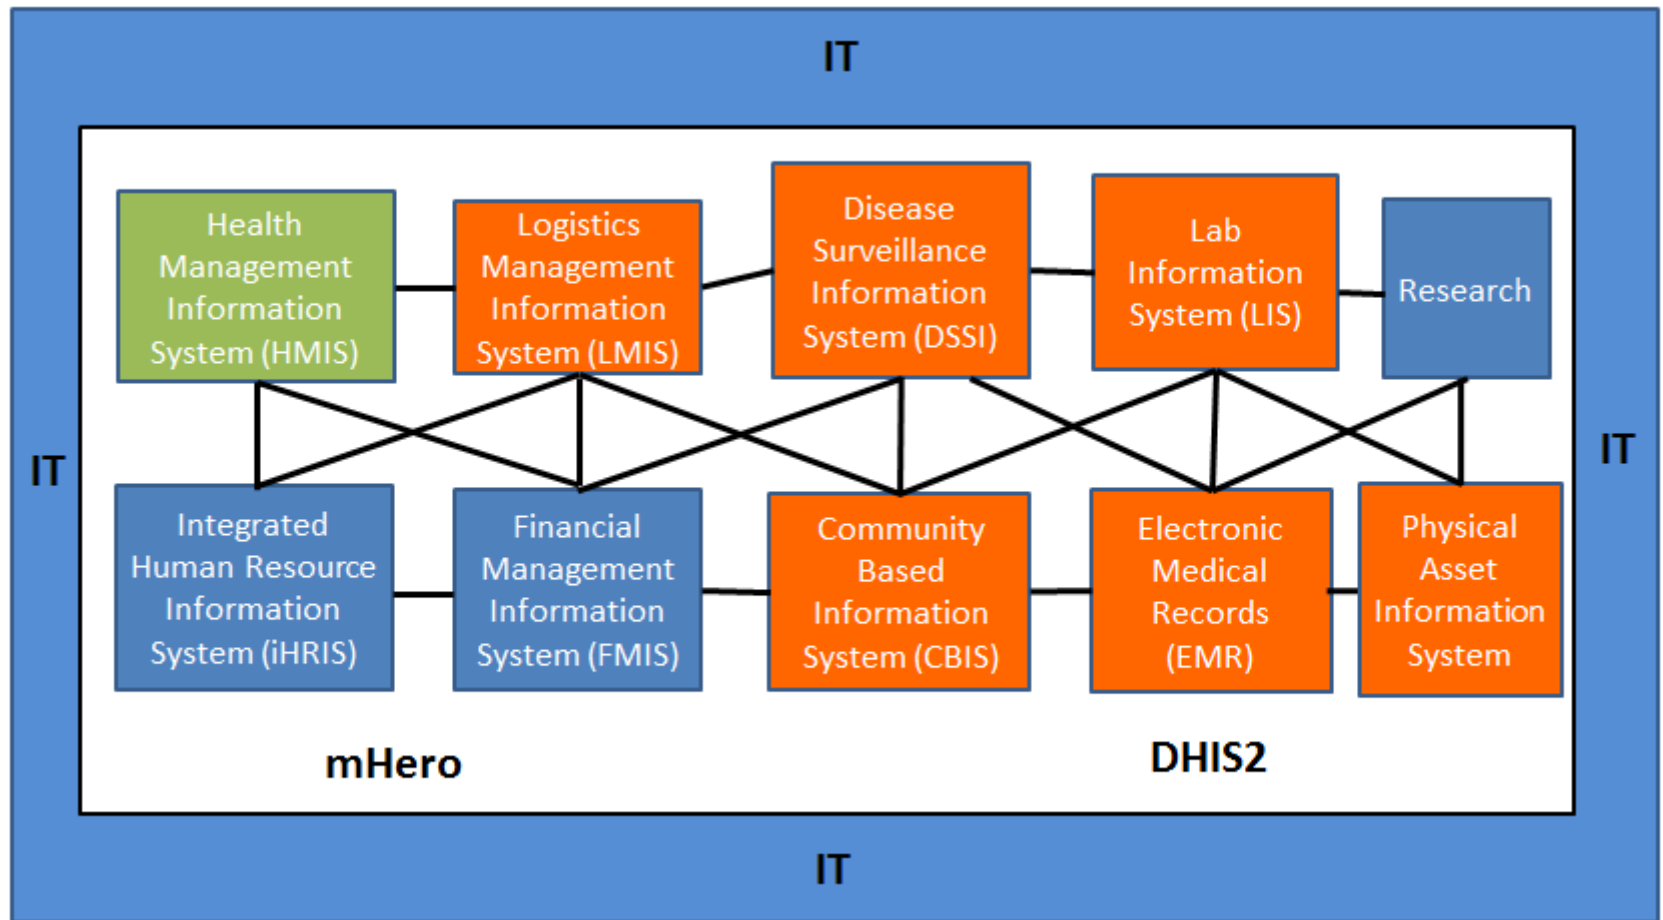 IT
Health
Management
Information
System (HMIS)
Logistics
Management
Information
System (LMIS)
Disease
Surveillance
Information
System (DSSI)
Lab
Information
System (LIS)
Research
IT
IT
Integrated
Human Resource
Information
System (iHRIS)
Financial
Management
Information
System (FMIS)
Community
Based
Information
System (CBIS)
Electronic
Medical
Records
(EMR)
Physical
Asset
Information
System
mHero
DHIS2
IT